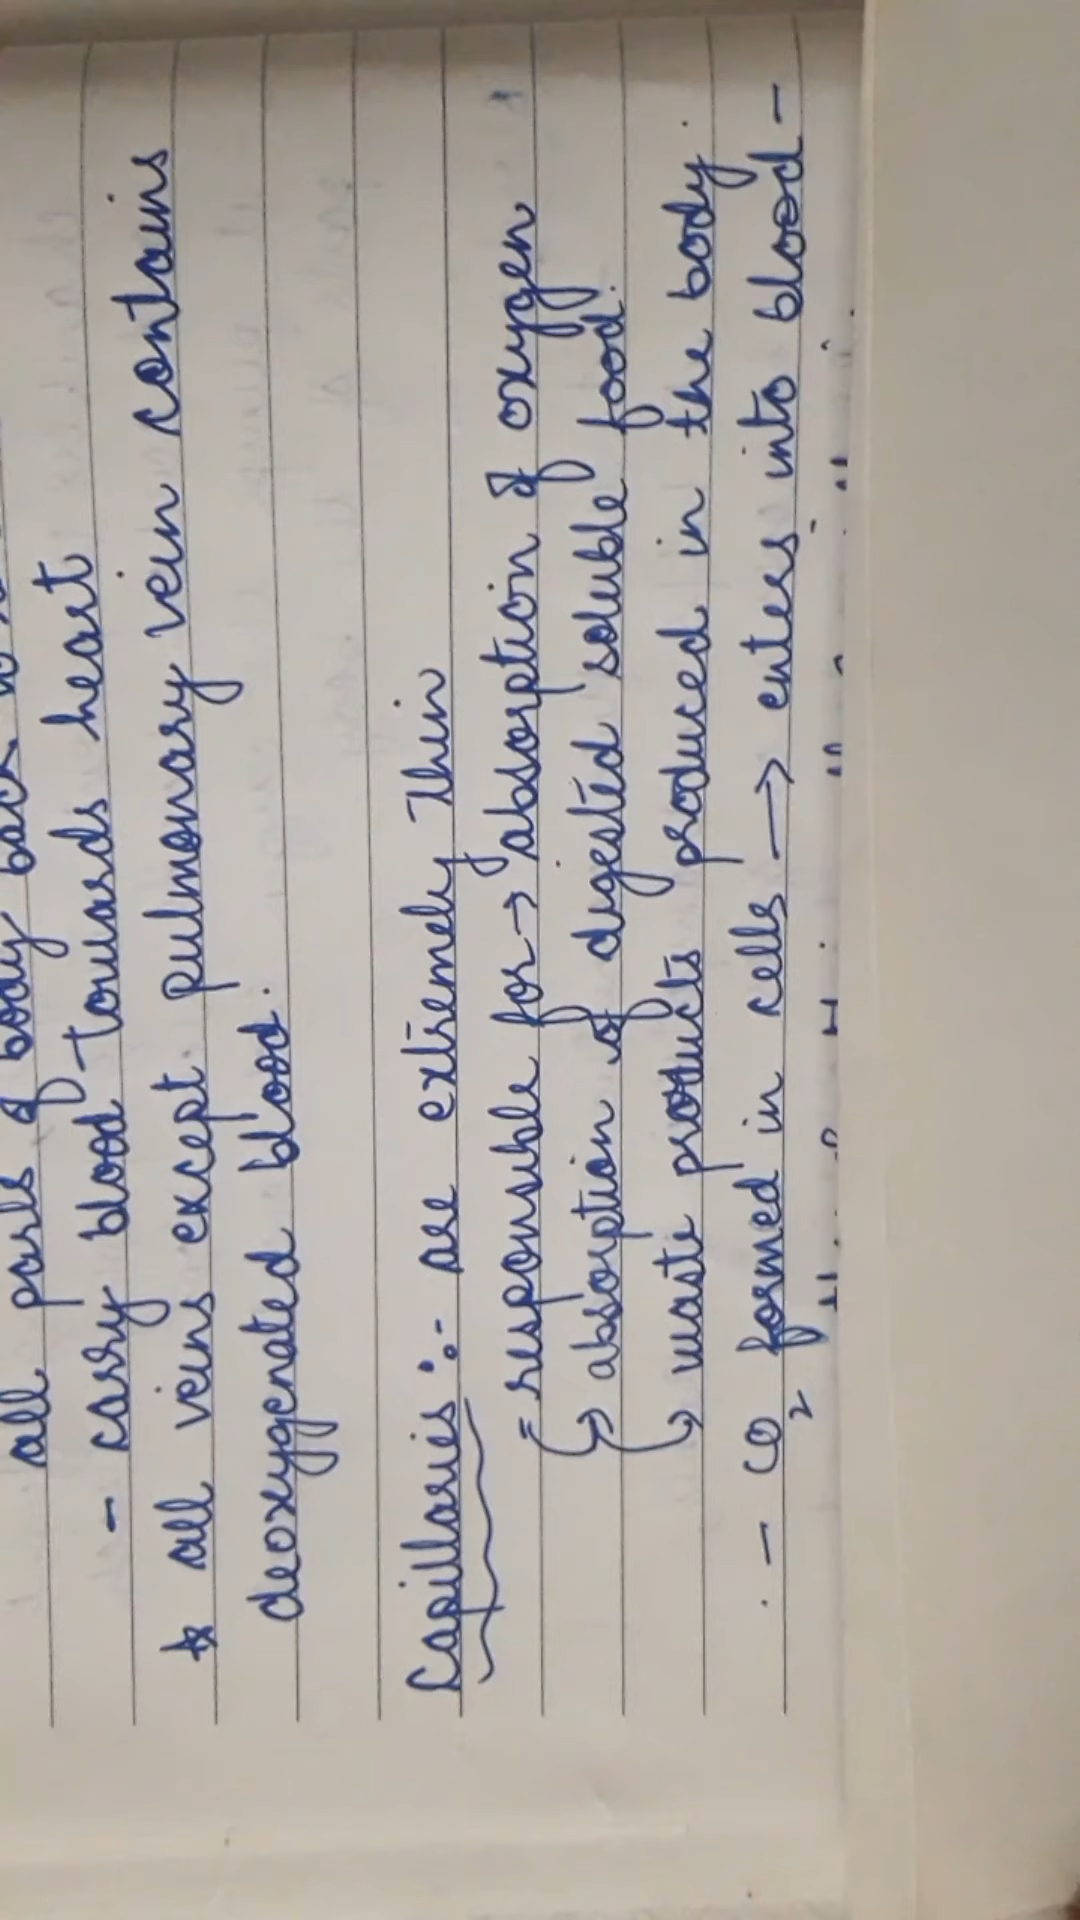 all parts of body back
- carry blood towards heart
* all veins except pulmonary vein contains
deoxygenated blood.
Capillaries :- are extremely thin
= responsible for → absorption of oxygen
↳ absorption of digested soluble food.
↳ waste products produced in the body.
- CO2 formed in cells → enters into blood -